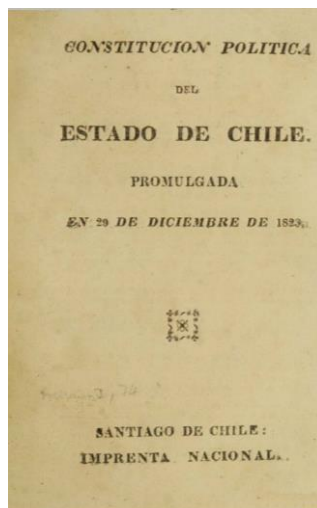 CONSTITUCION POLITICA
DEL
ESTADO DE CHILE.
PROMULGADA
EN 29 DE DICIEMBRE DE 1823.
SANTIAGO DE CHILE:
IMPRENTA NACIONAL.